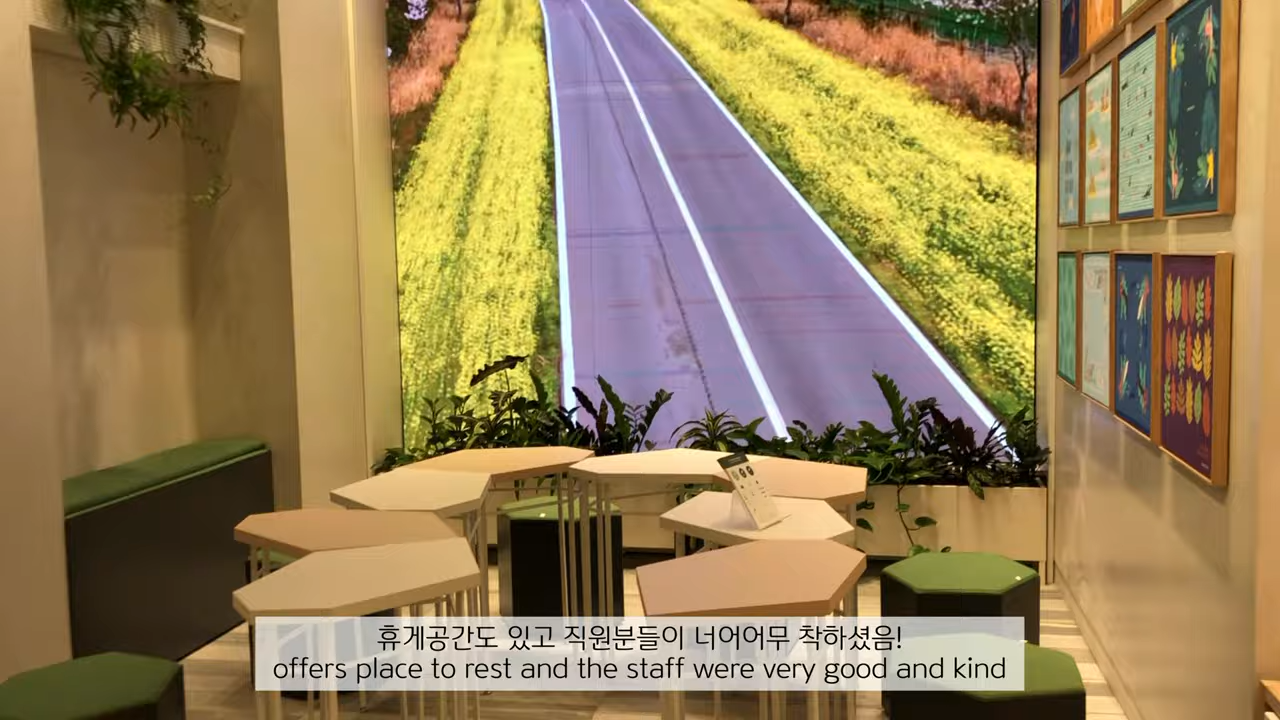 휴게공간도 있고 직원분들이 너어어무 착하셨음!
offers place to rest and the staff were very good and kind